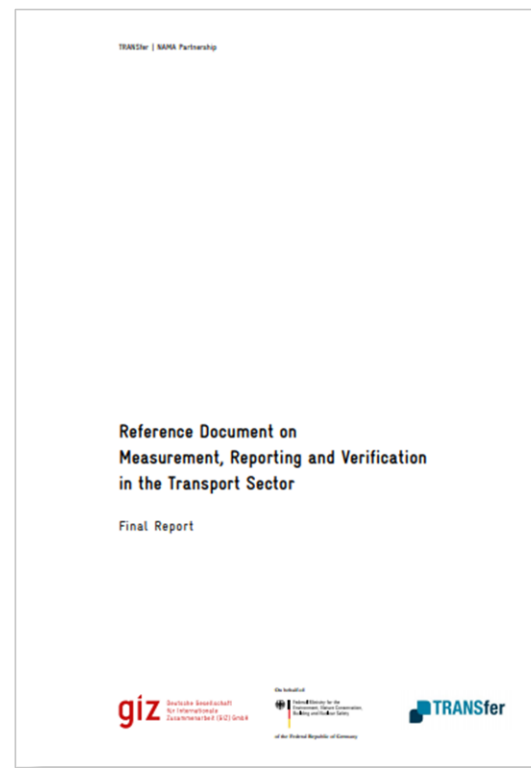 TRANSfer | NAMA Partnership
Reference Document on
Measurement, Reporting and Verification
in the Transport Sector
Final Report
giz
Deutsche Gesellschaft
für Internationale
Zusammenarbeit (GIZ) GmbH
On behalf of
Federal Ministry for the
Environment, Nature Conservation,
Building and Nuclear Safety
of the Federal Republic of Germany
TRANSfer